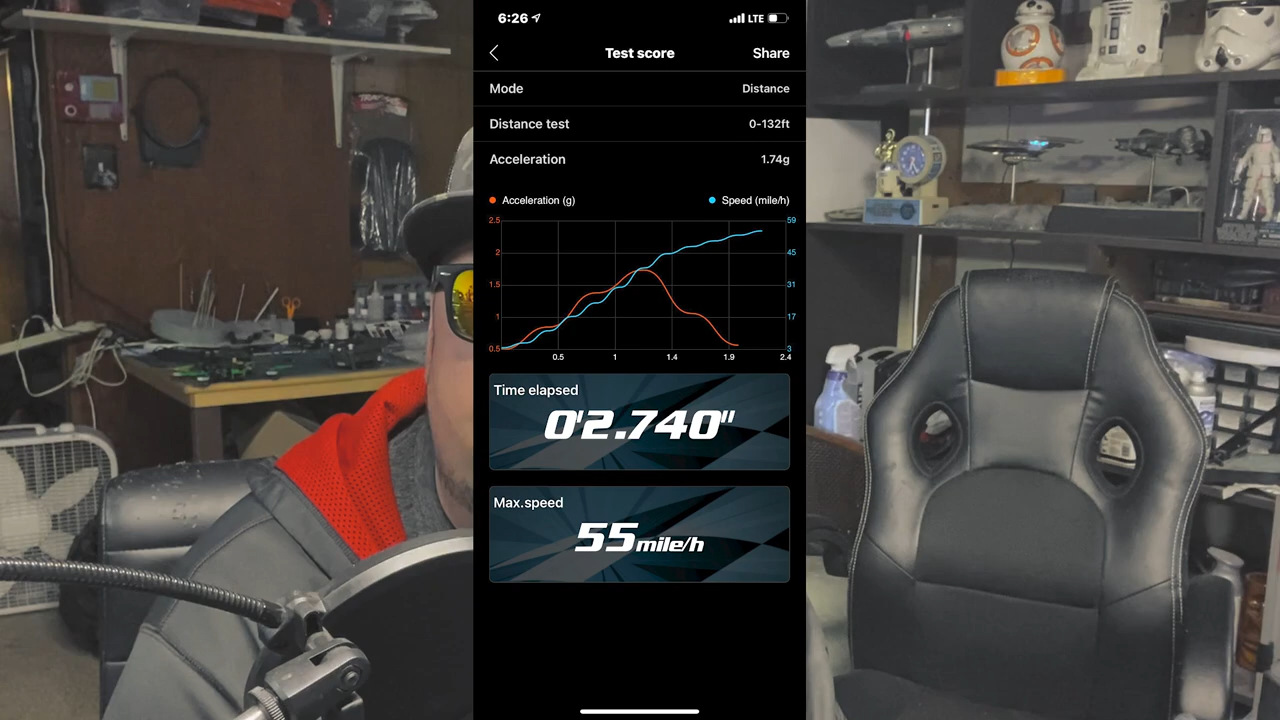 6:26 LTE
Test score Share
Mode Distance
Distance test 0-132ft
Acceleration 1.74g
Acceleration (g) Speed (mile/h)
2.5 59
2 45
1.5 31
1 17
0.5 3
0.5 1 1.4 1.9 2.4
Time elapsed
0'2.740"
Max.speed
55mile/h
STAR WARS